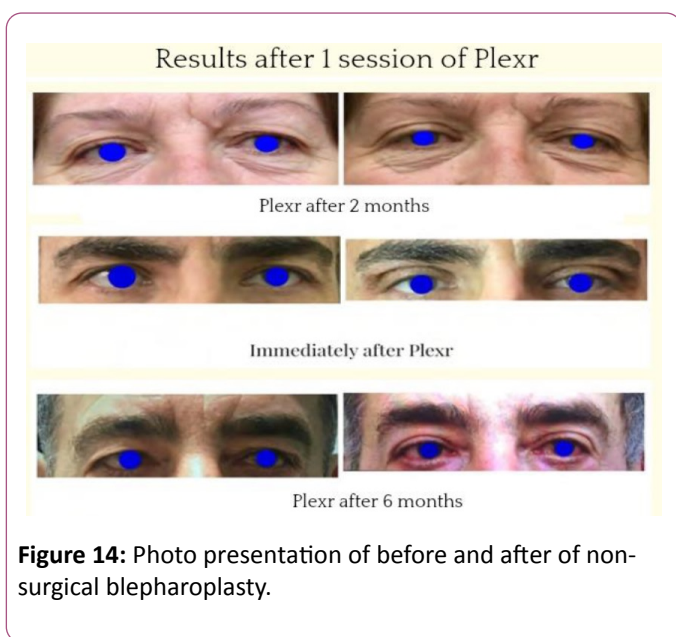 Results after 1 session of Plexr
Plexr after 2 months
Immediately after Plexr
Plexr after 6 months
Figure 14: Photo presentation of before and after of non-
surgical blepharoplasty.